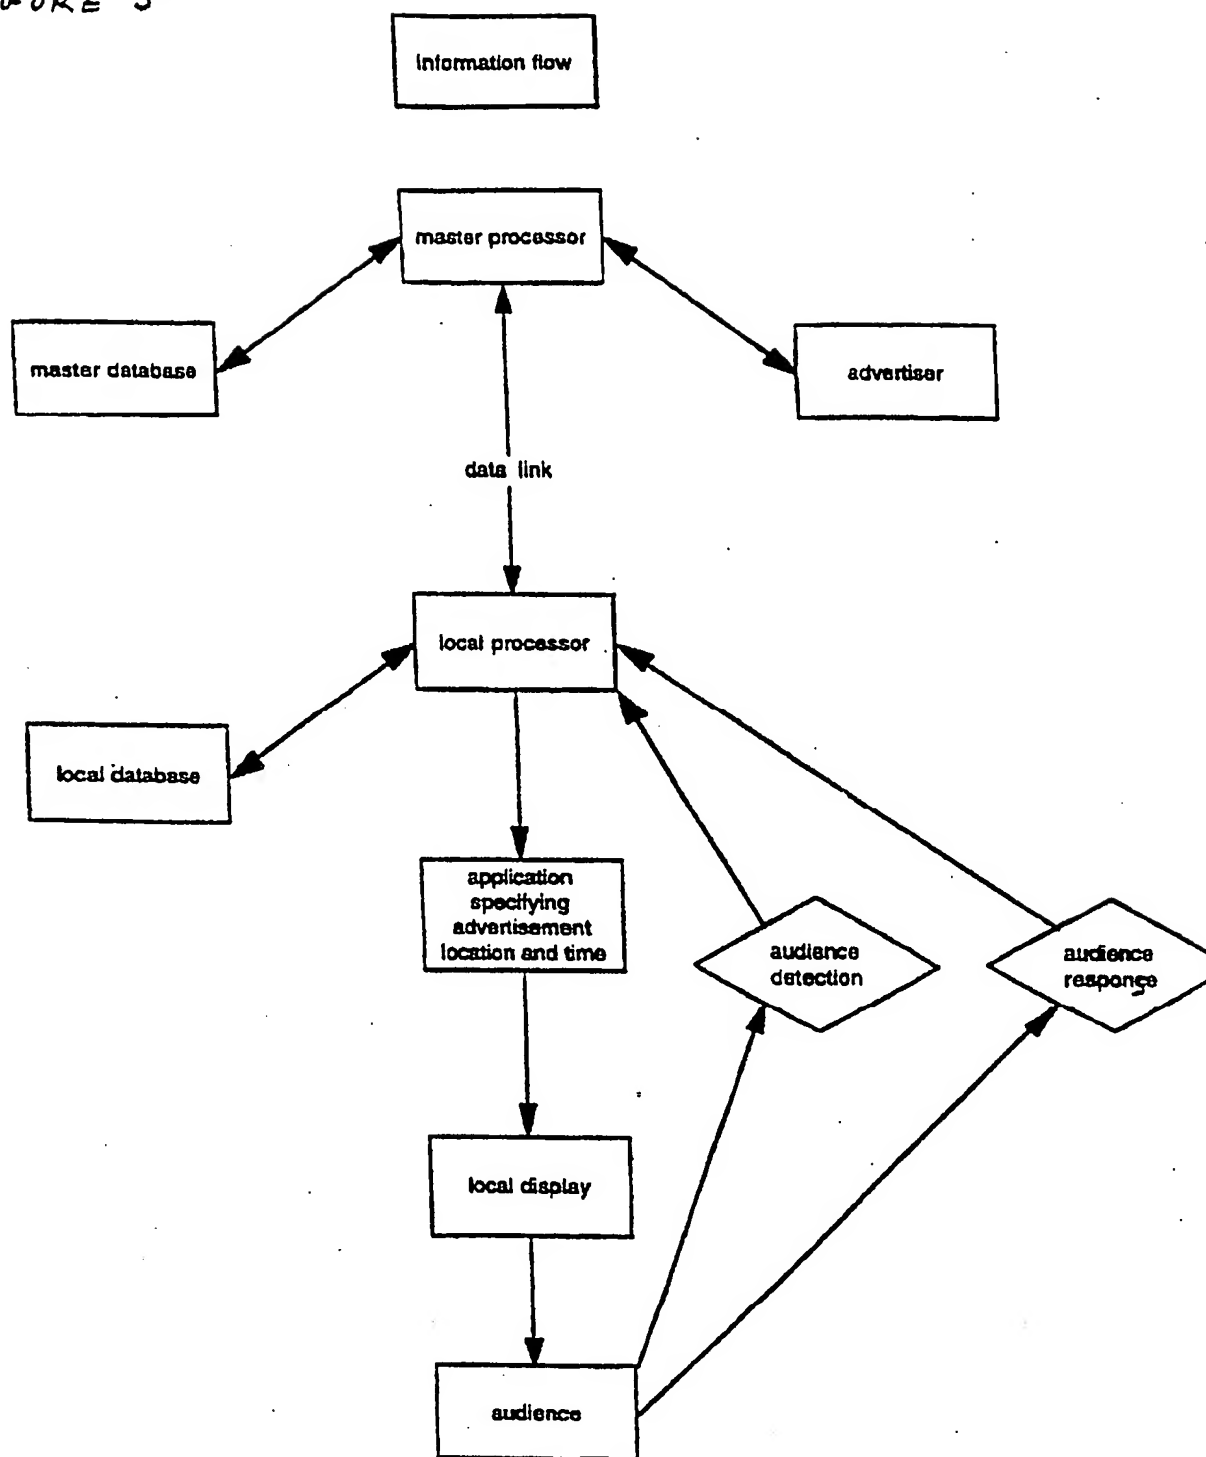 information flow
master processor
master database
advertiser
data link
local processor
local database
application
specifying
advertisement
location and time
audience
detection
audience
response
local display
audience